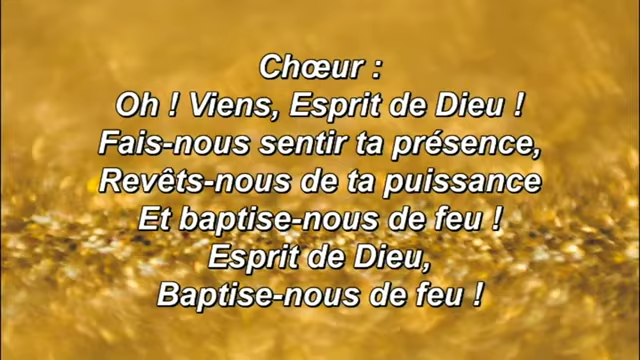 Chœur :
Oh ! Viens, Esprit de Dieu !
Fais-nous sentir ta présence,
Revêts-nous de ta puissance
Et baptise-nous de feu !
Esprit de Dieu,
Baptise-nous de feu !